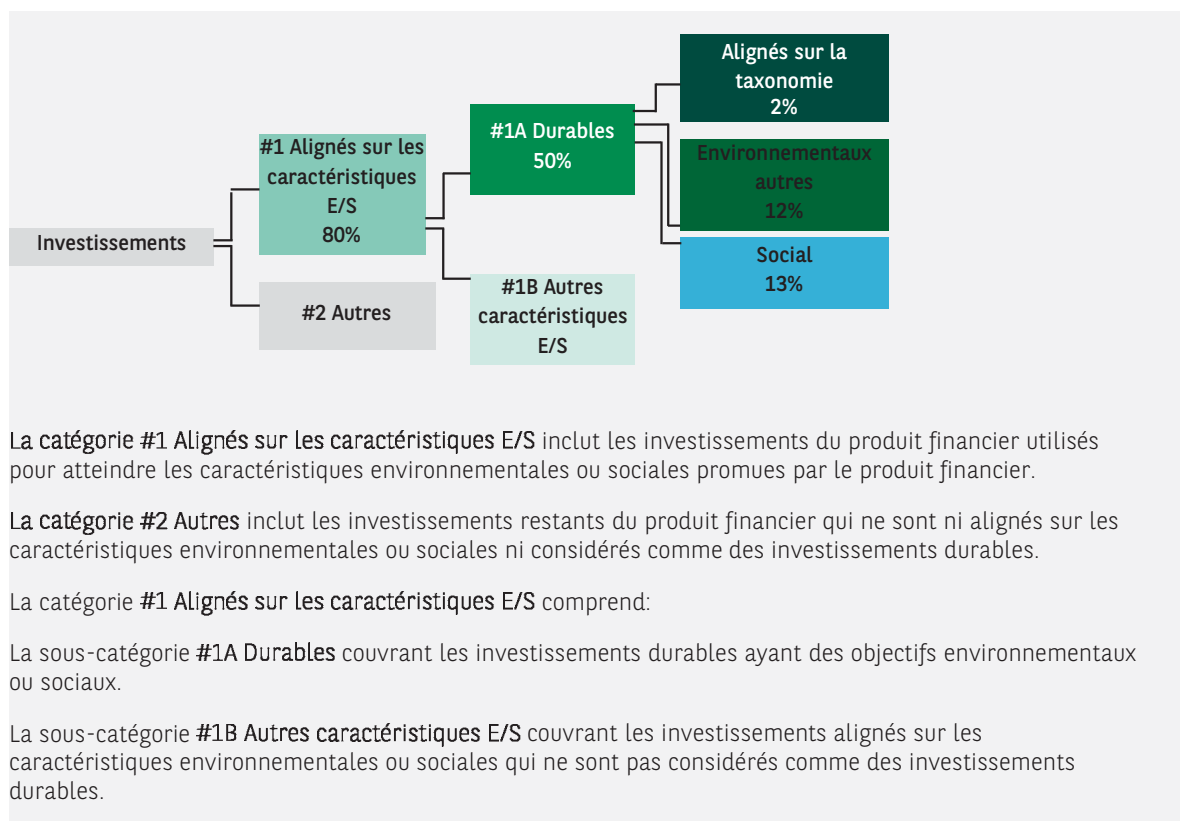 Investissements
#1 Alignés sur les
caractéristiques
E/S
80%
#2 Autres
#1A Durables
50%
#1B Autres
caractéristiques
E/S
Alignés sur la
taxonomie
2%
Environnementaux
autres
12%
Social
13%
La catégorie #1 Alignés sur les caractéristiques E/S inclut les investissements du produit financier utilisés
pour atteindre les caractéristiques environnementales ou sociales promues par le produit financier.
La catégorie #2 Autres inclut les investissements restants du produit financier qui ne sont ni alignés sur les
caractéristiques environnementales ou sociales ni considérés comme des investissements durables.
La catégorie #1 Alignés sur les caractéristiques E/S comprend:
La sous-catégorie #1A Durables couvrant les investissements durables ayant des objectifs environnementaux
ou sociaux.
La sous-catégorie #1B Autres caractéristiques E/S couvrant les investissements alignés sur les
caractéristiques environnementales ou sociales qui ne sont pas considérés comme des investissements
durables.